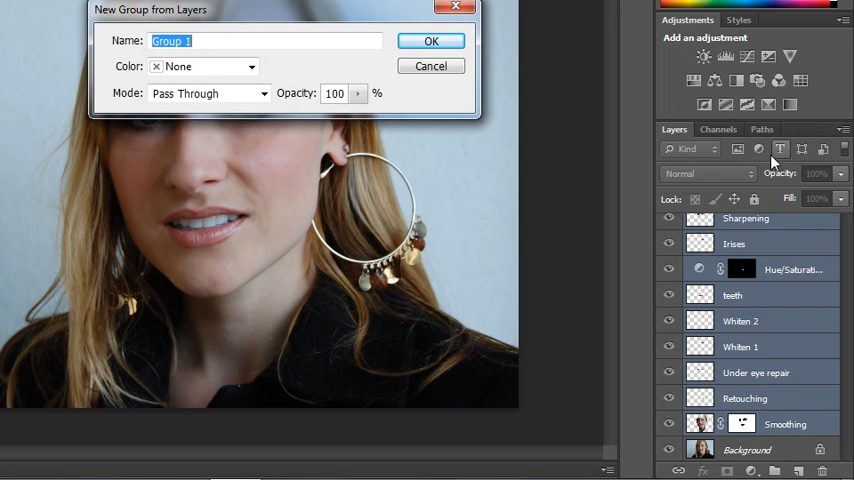 New Group from Layers
Name: Group 1
OK
Color: None
Cancel
Mode: Pass Through
Opacity: 100 %
Adjustments Styles
Add an adjustment
Layers Channels Paths
Kind
T
Normal
Opacity: 100%
Lock:
Fill: 100%
Sharpening
Irises
Hue/Saturati...
teeth
Whiten 2
Whiten 1
Under eye repair
Retouching
Smoothing
Background
fx